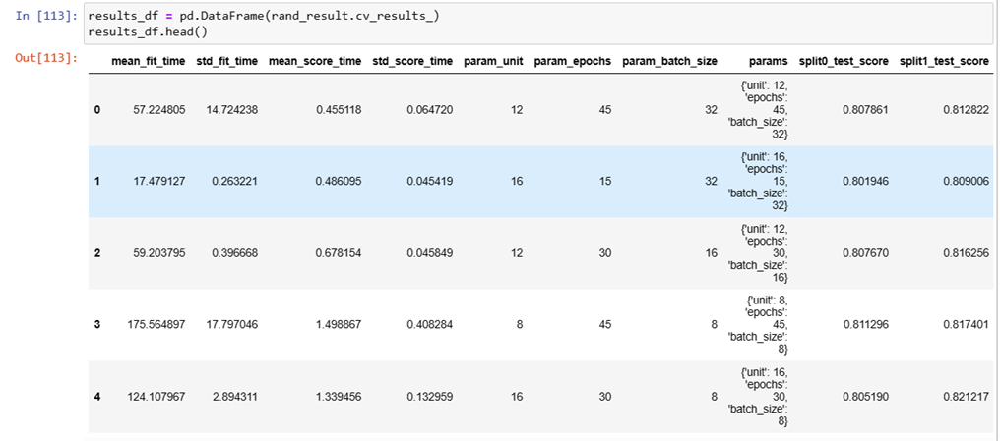 In [113]: results_df = pd.DataFrame(rand_result.cv_results_)
results_df.head()
Out[113]:
mean_fit_time std_fit_time mean_score_time std_score_time param_unit param_epochs param_batch_size params split0_test_score split1_test_score
0 57.224805 14.724238 0.455118 0.064720 12 45 32 {'unit': 12, 'epochs': 45, 'batch_size': 32} 0.807861 0.812822
1 17.479127 0.263221 0.486095 0.045419 16 15 32 {'unit': 16, 'epochs': 15, 'batch_size': 32} 0.801946 0.809006
2 59.203795 0.396668 0.678154 0.045849 12 30 16 {'unit': 12, 'epochs': 30, 'batch_size': 16} 0.807670 0.816256
3 175.564897 17.797046 1.498867 0.408284 8 45 8 {'unit': 8, 'epochs': 45, 'batch_size': 8} 0.811296 0.817401
4 124.107967 2.894311 1.339456 0.132959 16 30 8 {'unit': 16, 'epochs': 30, 'batch_size': 8} 0.805190 0.821217